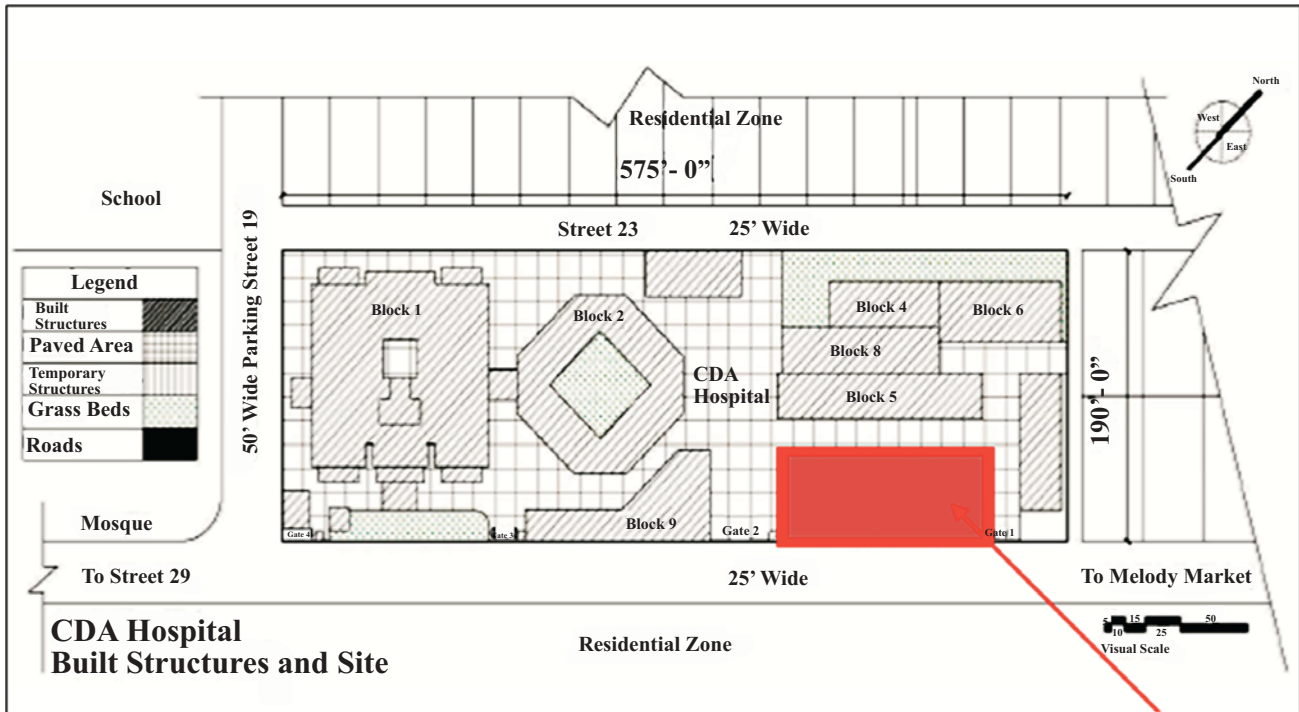 North
West
East
South
Residential Zone
575'- 0”
School
Street 23
25' Wide
50' Wide Parking Street 19
Legend
Built
Structures
Paved Area
Temporary
Structures
Grass Beds
Roads
Block 1
Block 2
Block 4
Block 6
Block 8
CDA
Hospital
Block 5
190'- 0”
Block 9
Gate 4
Gate 3
Gate 2
Gate 1
Mosque
To Street 29
25' Wide
To Melody Market
CDA Hospital
Built Structures and Site
Residential Zone
5 15 50
10 25
Visual Scale